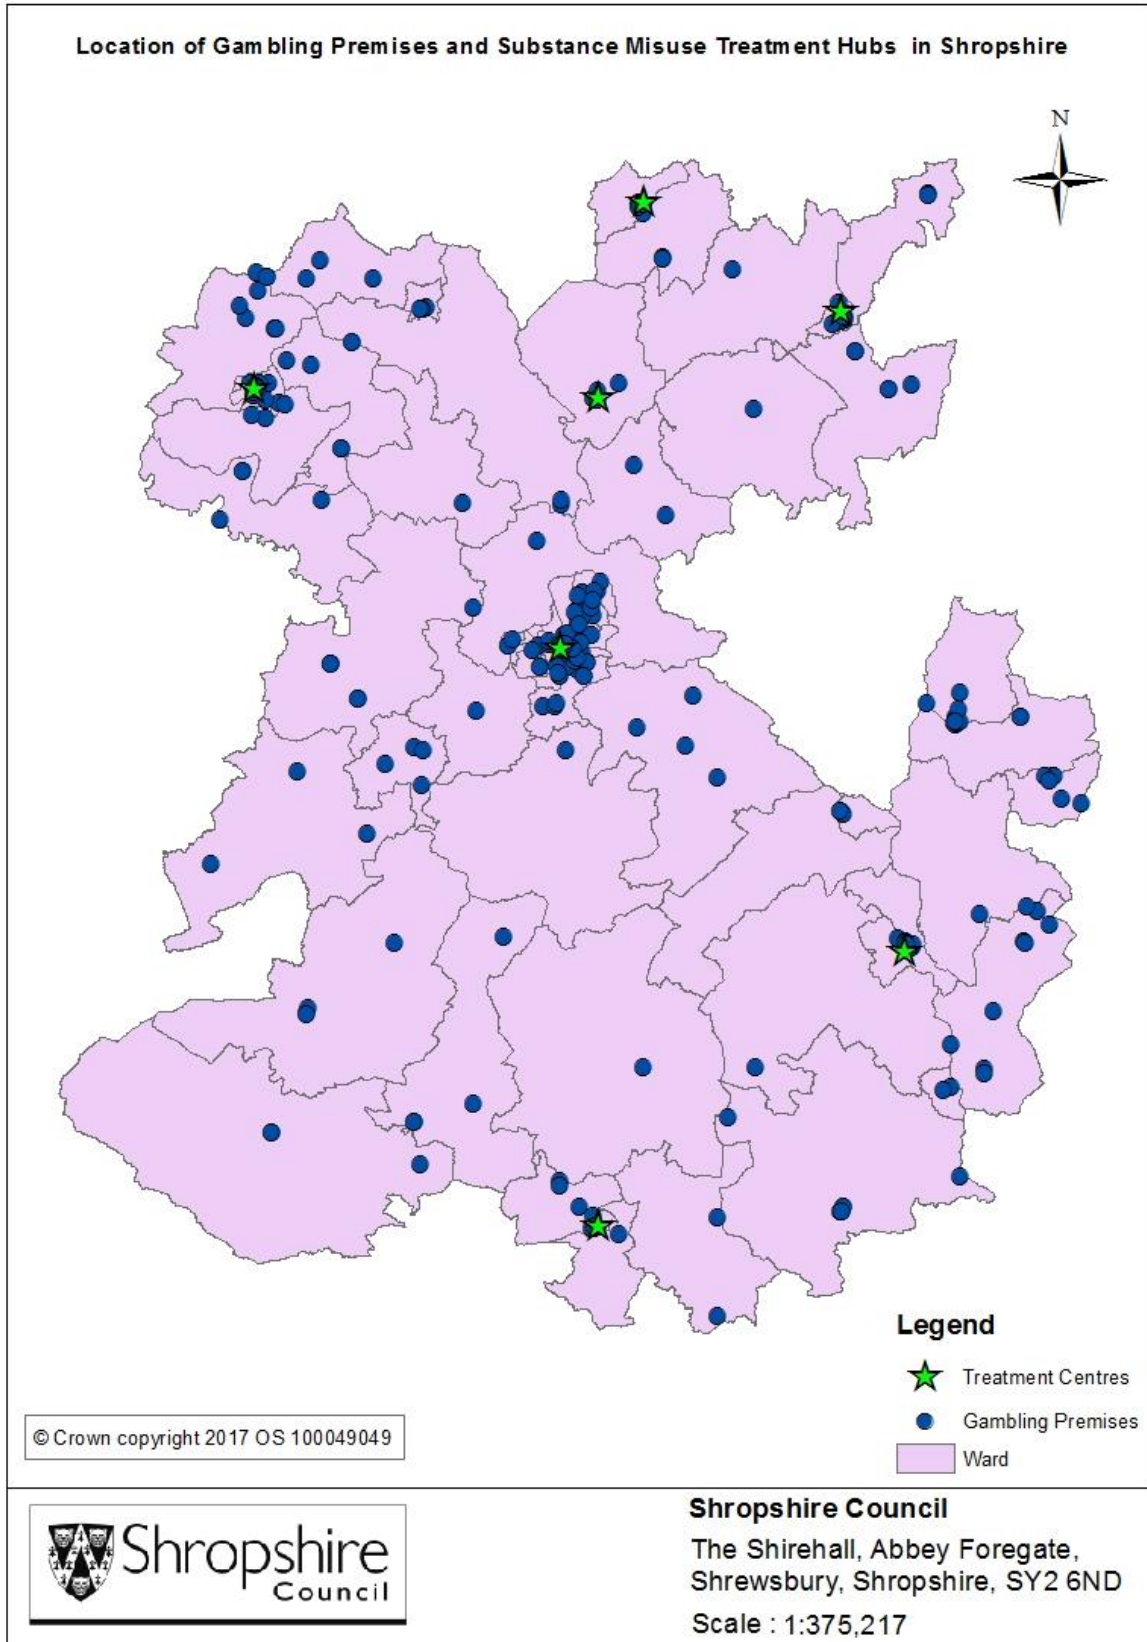 Location of Gambling Premises and Substance Misuse Treatment Hubs in Shropshire
N
Legend
Treatment Centres
Gambling Premises
Ward
© Crown copyright 2017 OS 100049049
Shropshire
Council
Shropshire Council
The Shirehall, Abbey Foregate,
Shrewsbury, Shropshire, SY2 6ND
Scale : 1:375,217